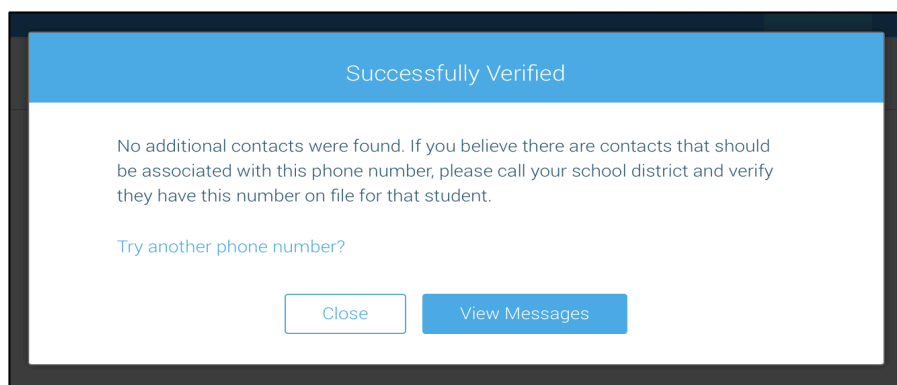 Successfully Verified
No additional contacts were found. If you believe there are contacts that should
be associated with this phone number, please call your school district and verify
they have this number on file for that student.
Try another phone number?
Close
View Messages